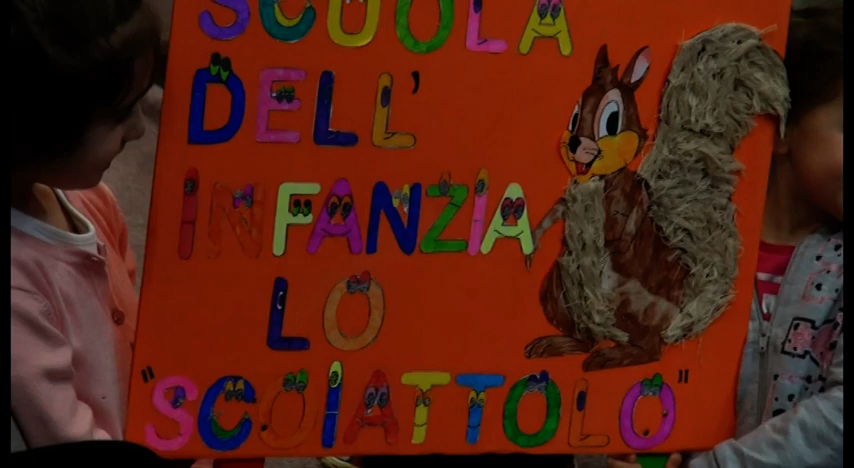 SCUOLA
DELL'
INFANZIA
LO
"SCOIATTOLO"